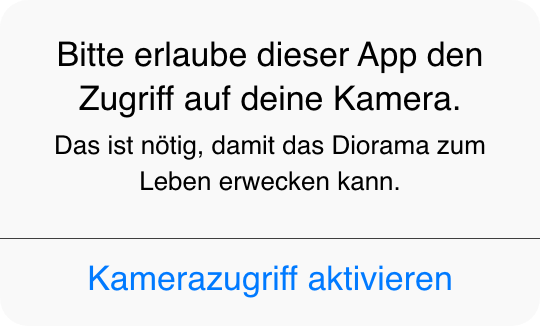 Bitte erlaube dieser App den
Zugriff auf deine Kamera.
Das ist nötig, damit das Diorama zum
Leben erwecken kann.
Kamerazugriff aktivieren